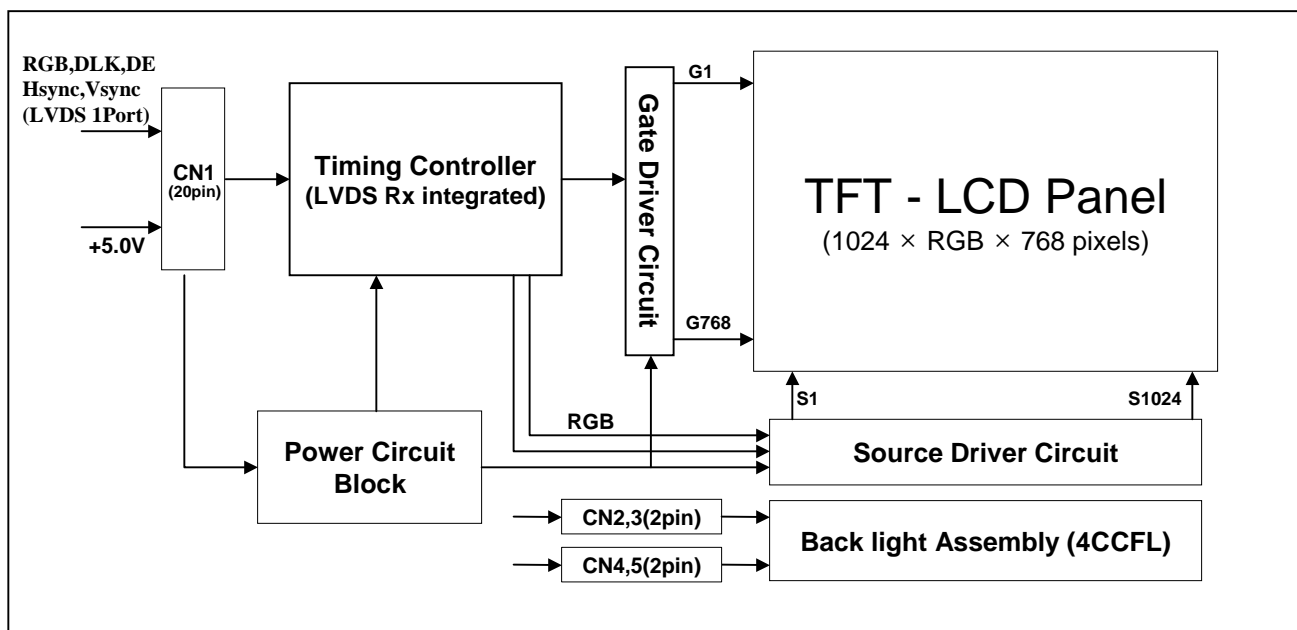 RGB,DLK,DE
Hsync,Vsync
(LVDS 1Port)
CN1
(20pin)
+5.0V
Timing Controller
(LVDS Rx integrated)
Gate Driver Circuit
G1
G768
TFT - LCD Panel
(1024 × RGB × 768 pixels)
S1
S1024
RGB
Power Circuit
Block
Source Driver Circuit
CN2,3(2pin)
CN4,5(2pin)
Back light Assembly (4CCFL)